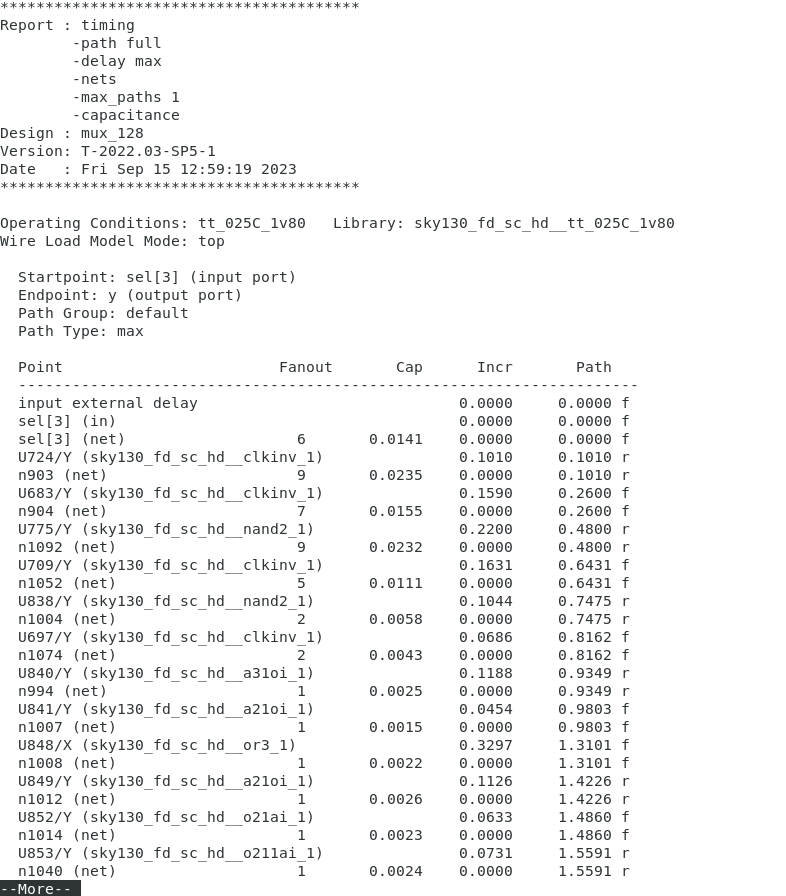 ****************************************
Report : timing
        -path full
        -delay max
        -nets
        -max_paths 1
        -capacitance
Design : mux_128
Version: T-2022.03-SP5-1
Date   : Fri Sep 15 12:59:19 2023
****************************************
Operating Conditions: tt_025C_1v80   Library: sky130_fd_sc_hd__tt_025C_1v80
Wire Load Model Mode: top
  Startpoint: sel[3] (input port)
  Endpoint: y (output port)
  Path Group: default
  Path Type: max
  Point                        Fanout       Cap      Incr       Path
  ---------------------------------------------------------------------
  input external delay                             0.0000     0.0000 f
  sel[3] (in)                                      0.0000     0.0000 f
  sel[3] (net)                   6       0.0141    0.0000     0.0000 f
  U724/Y (sky130_fd_sc_hd__clkinv_1)               0.1010     0.1010 r
  n903 (net)                     9       0.0235    0.0000     0.1010 r
  U683/Y (sky130_fd_sc_hd__clkinv_1)               0.1590     0.2600 f
  n904 (net)                     7       0.0155    0.0000     0.2600 f
  U775/Y (sky130_fd_sc_hd__nand2_1)                0.2200     0.4800 r
  n1092 (net)                    9       0.0232    0.0000     0.4800 r
  U709/Y (sky130_fd_sc_hd__clkinv_1)               0.1631     0.6431 f
  n1052 (net)                    5       0.0111    0.0000     0.6431 f
  U838/Y (sky130_fd_sc_hd__nand2_1)                0.1044     0.7475 r
  n1004 (net)                    2       0.0058    0.0000     0.7475 r
  U697/Y (sky130_fd_sc_hd__clkinv_1)               0.0686     0.8162 f
  n1074 (net)                    2       0.0043    0.0000     0.8162 f
  U840/Y (sky130_fd_sc_hd__a31oi_1)                0.1188     0.9349 r
  n994 (net)                     1       0.0025    0.0000     0.9349 r
  U841/Y (sky130_fd_sc_hd__a21oi_1)                0.0454     0.9803 f
  n1007 (net)                    1       0.0015    0.0000     0.9803 f
  U848/X (sky130_fd_sc_hd__or3_1)                  0.3297     1.3101 f
  n1008 (net)                    1       0.0022    0.0000     1.3101 f
  U849/Y (sky130_fd_sc_hd__a21oi_1)                0.1126     1.4226 r
  n1012 (net)                    1       0.0026    0.0000     1.4226 r
  U852/Y (sky130_fd_sc_hd__o21ai_1)                0.0633     1.4860 f
  n1014 (net)                    1       0.0023    0.0000     1.4860 f
  U853/Y (sky130_fd_sc_hd__o211ai_1)               0.0731     1.5591 r
  n1040 (net)                    1       0.0024    0.0000     1.5591 r
--More--